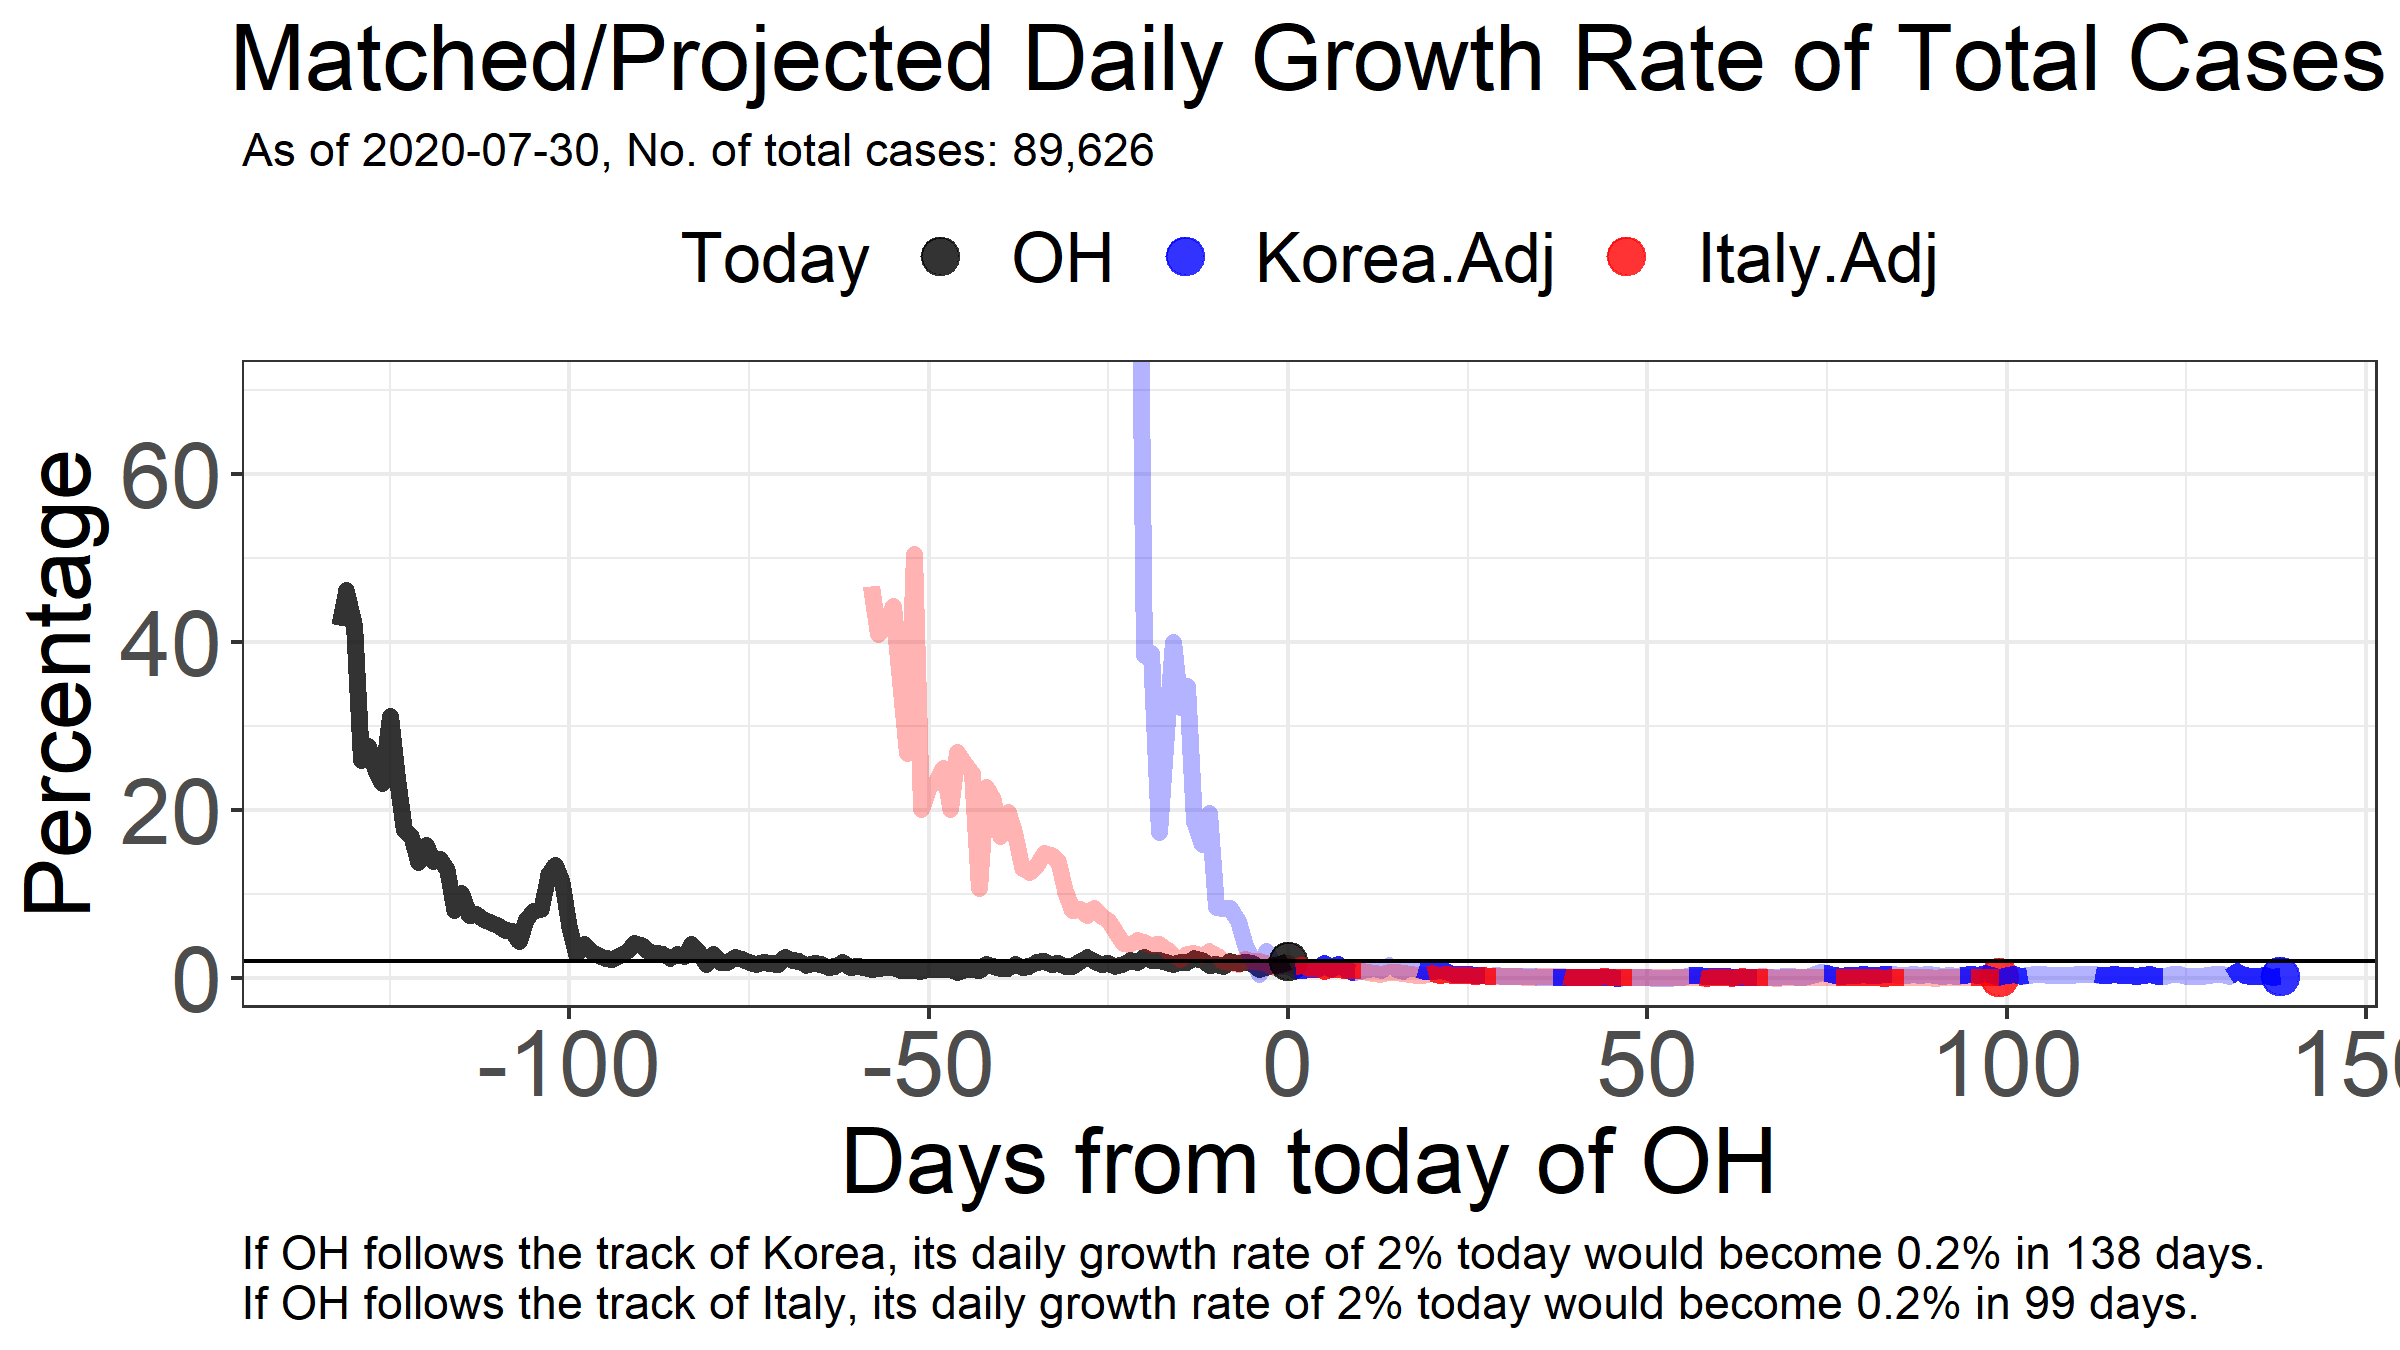 Matched/Projected Daily Growth Rate of Total Cases
As of 2020-07-30, No. of total cases: 89,626
Today OH Korea.Adj Italy.Adj
Percentage
60
40
20
0
-100 -50 0 50 100 150
Days from today of OH
If OH follows the track of Korea, its daily growth rate of 2% today would become 0.2% in 138 days.
If OH follows the track of Italy, its daily growth rate of 2% today would become 0.2% in 99 days.